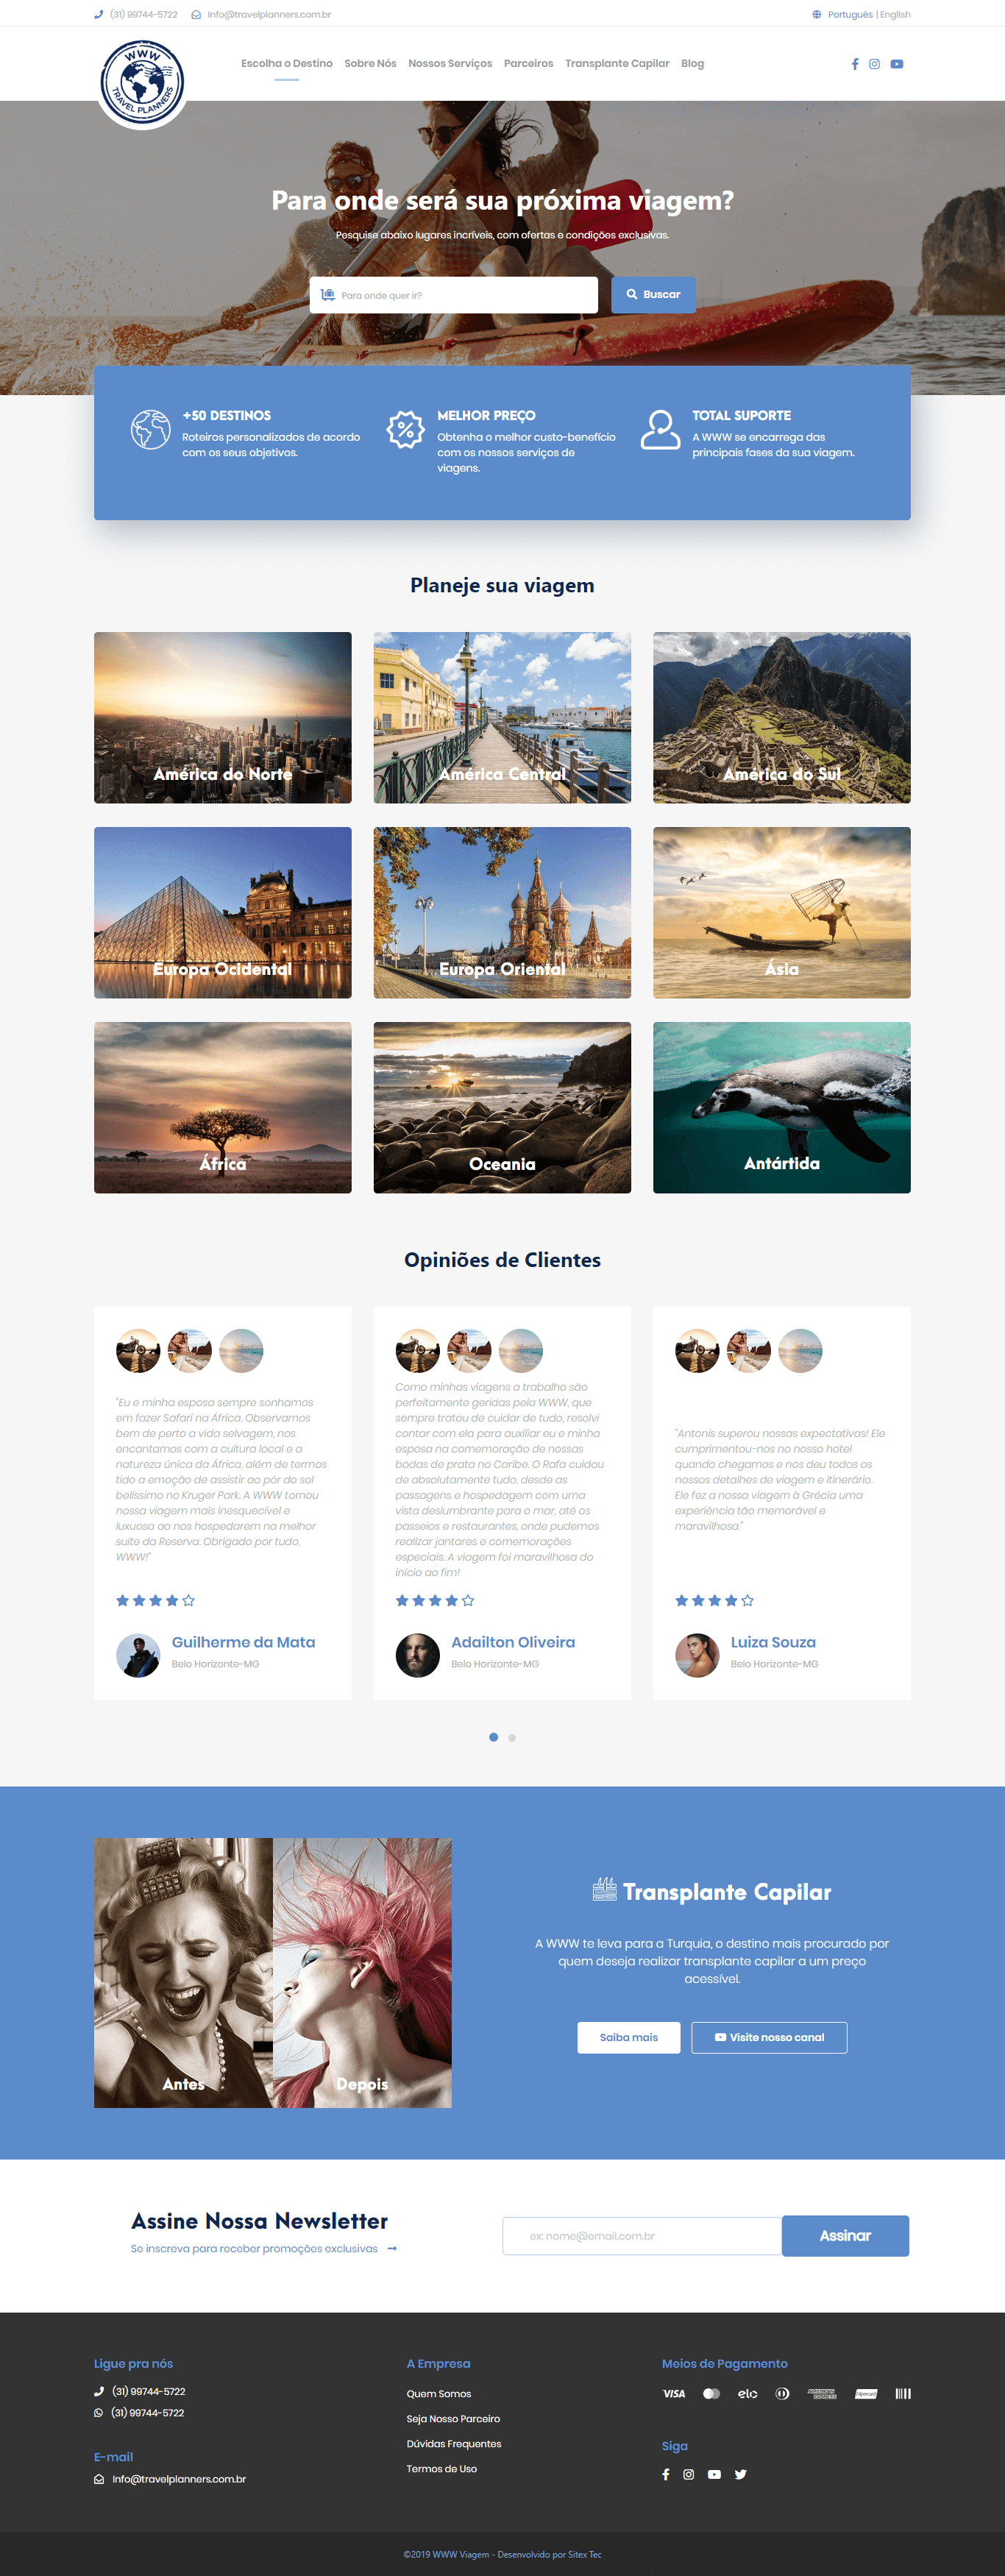 (31) 99744-5722
Info@travelplanners.com.br
Português | English
WWW
TRAVEL PLANNERS
Escolha o Destino
Sobre Nós
Nossos Serviços
Parceiros
Transplante Capilar
Blog
Para onde será sua próxima viagem?
Pesquise abaixo lugares incríveis, com ofertas e condições exclusivas.
Para onde quer ir?
Buscar
+50 DESTINOS
Roteiros personalizados de acordo
com os seus objetivos.
MELHOR PREÇO
Obtenha o melhor custo-benefício
com os nossos serviços de
viagens.
TOTAL SUPORTE
A WWW se encarrega das
principais fases da sua viagem.
Planeje sua viagem
América do Norte
América Central
América do Sul
Europa Ocidental
Europa Oriental
Ásia
África
Oceania
Antártida
Opiniões de Clientes
"Eu e minha esposa sempre sonhamos
em fazer Safari na África. Observamos
bem de perto a vida selvagem, nos
encantamos com a cultura local e a
natureza única da África, além de termos
tido a emoção de assistir ao pôr do sol
belíssimo no Kruger Park. A WWW tornou
nossa viagem mais inesquecível e
luxuosa ao nos hospedarem na melhor
suíte da Reserva. Obrigado por tudo,
WWW!"
Guilherme da Mata
Belo Horizonte-MG
Como minhas viagens a trabalho são
perfeitamente geridas pela WWW, que
sempre tratou de cuidar de tudo, resolvi
contar com ela para auxiliar eu e minha
esposa na comemoração de nossas
bodas de prata no Caribe. O Rafa cuidou
de absolutamente tudo, desde as
passagens e hospedagem com uma
vista deslumbrante para o mar, até os
passeios e restaurantes, onde pudemos
realizar jantares e comemorações
especiais. A viagem foi maravilhosa do
início ao fim!
Adailton Oliveira
Belo Horizonte-MG
"Antonis superou nossas expectativas! Ele
cumprimentou-nos no nosso hotel
quando chegamos e nos deu todos os
nossos detalhes de viagem e itinerário.
Ele fez a nossa viagem à Grécia uma
experiência tão memorável e
maravilhosa."
Luiza Souza
Belo Horizonte-MG
Antes
Depois
Transplante Capilar
A WWW te leva para a Turquia, o destino mais procurado por
quem deseja realizar transplante capilar a um preço
acessível.
Saiba mais
Visite nosso canal
Assine Nossa Newsletter
Se inscreva para receber promoções exclusivas
ex: nome@email.com.br
Assinar
Ligue pra nós
(31) 99744-5722
(31) 99744-5722
E-mail
Info@travelplanners.com.br
A Empresa
Quem Somos
Seja Nosso Parceiro
Dúvidas Frequentes
Termos de Uso
Meios de Pagamento
VISA
elo
AMERICAN EXPRESS
Hipercard
Siga
©2019 WWW Viagem - Desenvolvido por Sitex Tec